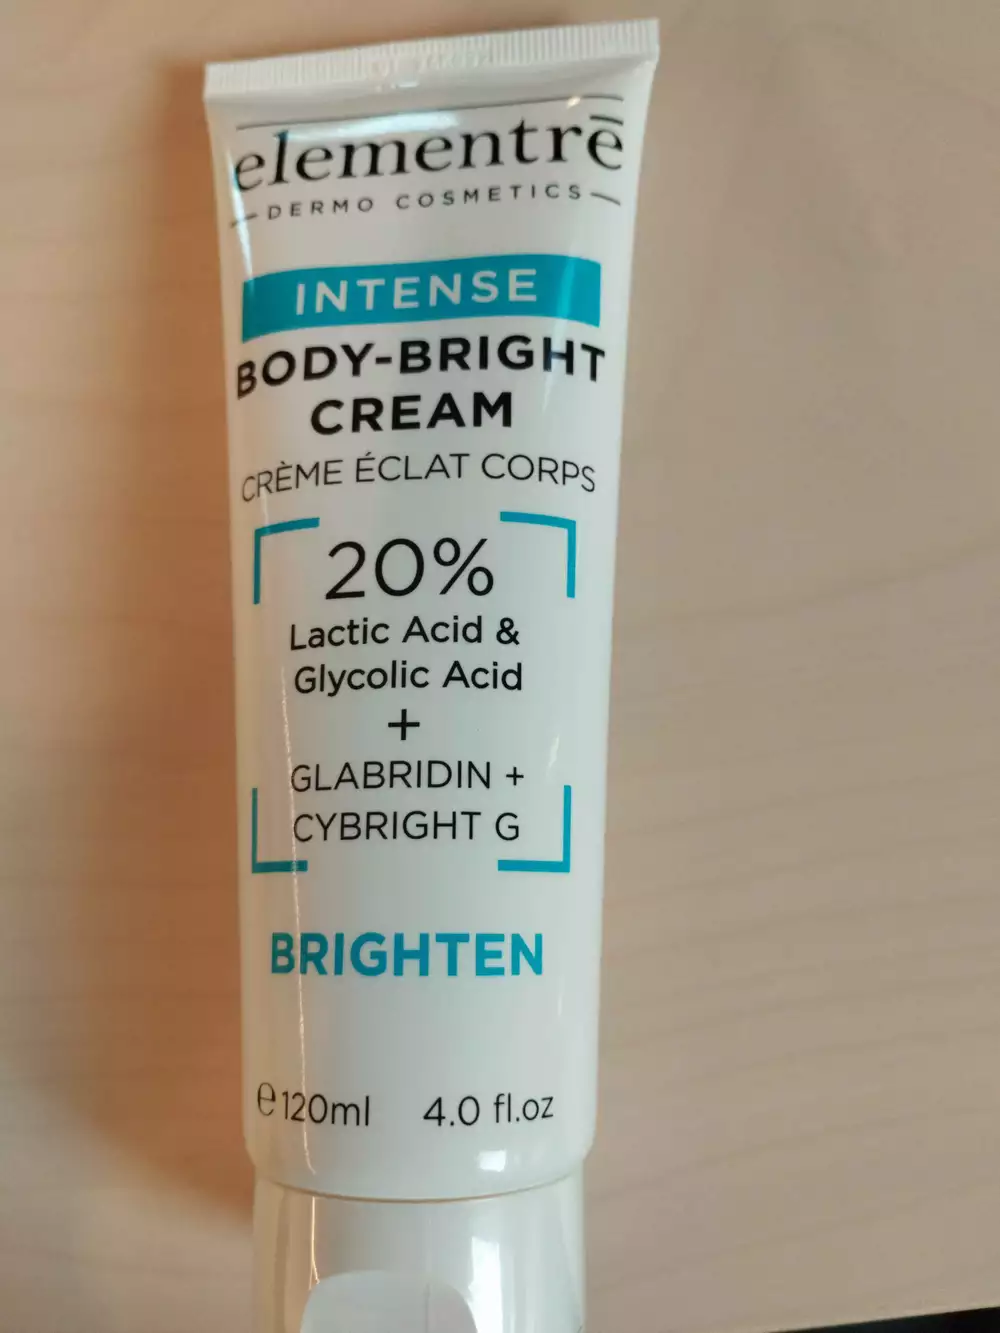 elementrē
DERMO COSMETICS
INTENSE
BODY-BRIGHT
CREAM
CRÈME ÉCLAT CORPS
20%
Lactic Acid &
Glycolic Acid
+
GLABRIDIN +
CYBRIGHT G
BRIGHTEN
℮120ml 4.0 fl.oz